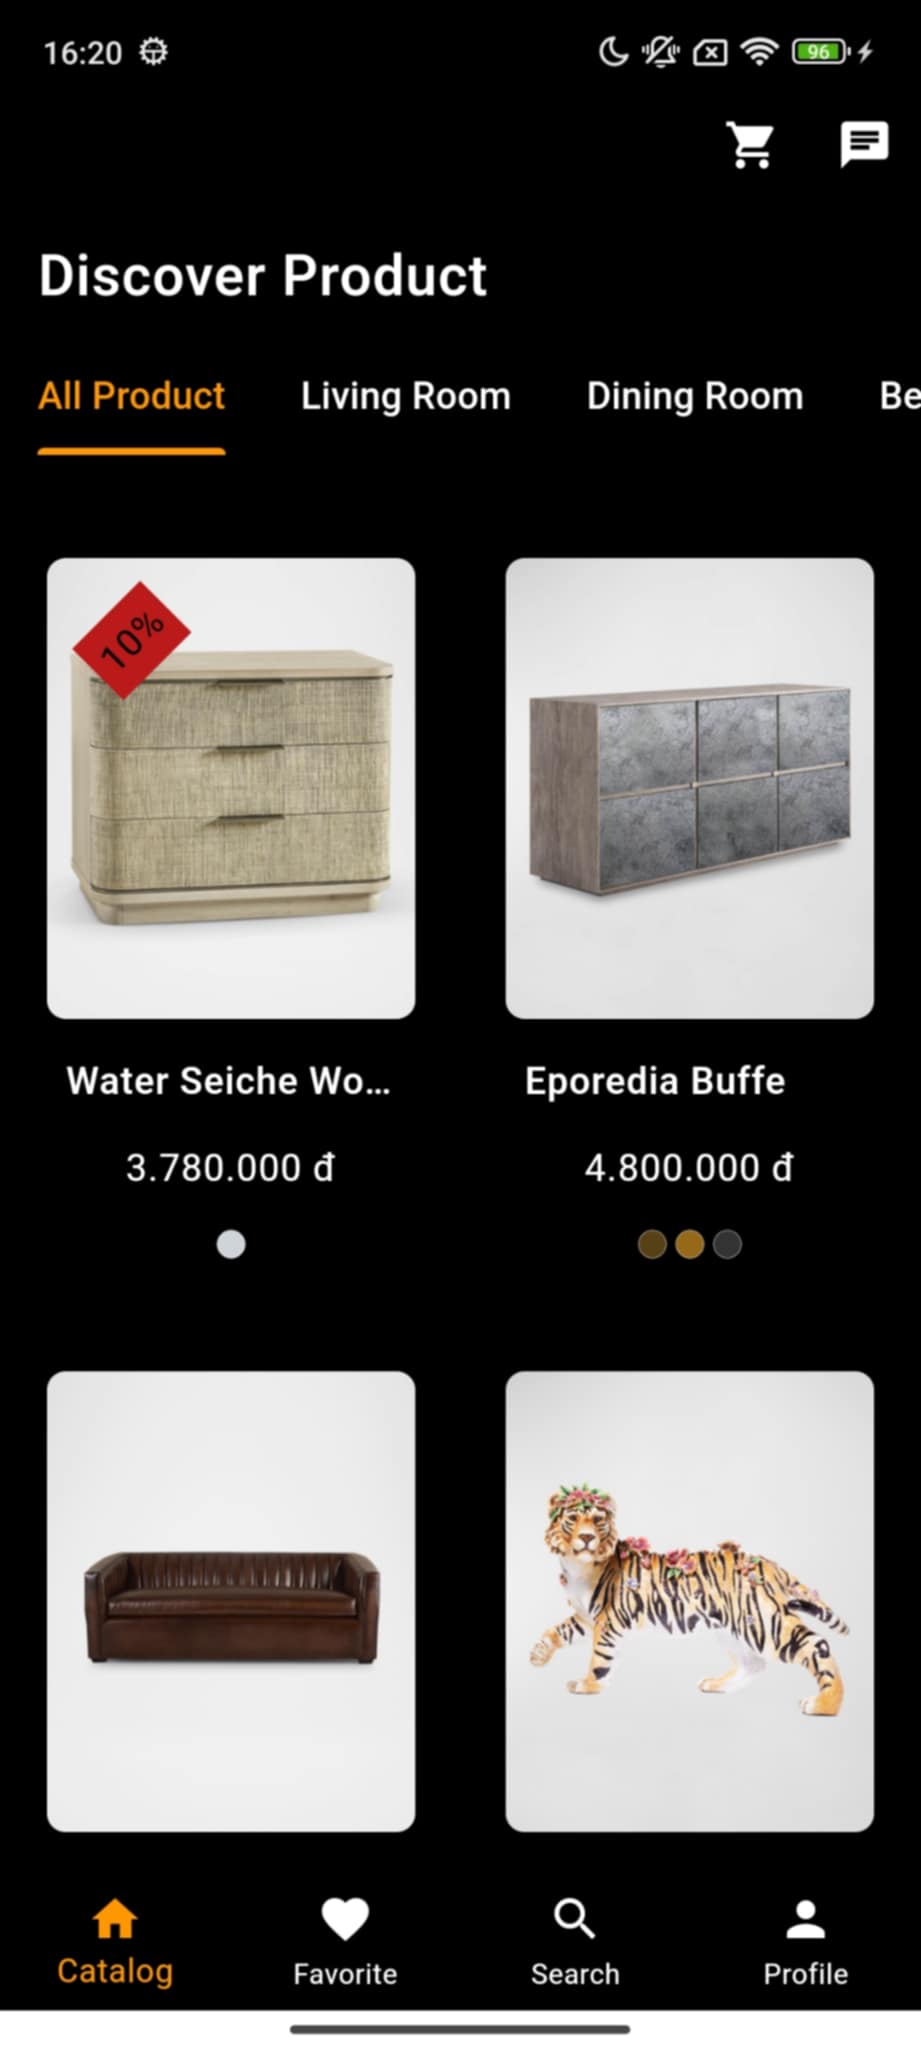 16:20
96
Discover Product
All Product Living Room Dining Room Be
10%
Water Seiche Wo... Eporedia Buffe
3.780.000 đ 4.800.000 đ
Catalog Favorite Search Profile